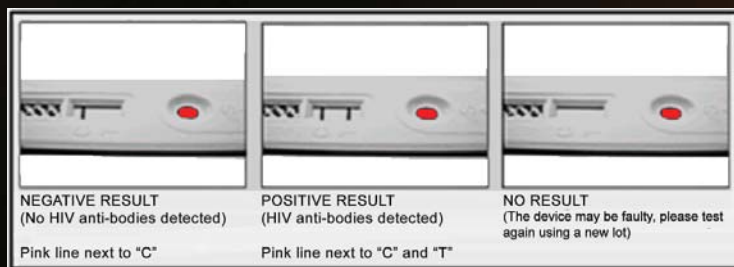 NEGATIVE RESULT
(No HIV anti-bodies detected)
Pink line next to “C”
POSITIVE RESULT
(HIV anti-bodies detected)
Pink line next to “C” and “T”
NO RESULT
(The device may be faulty, please test
again using a new lot)